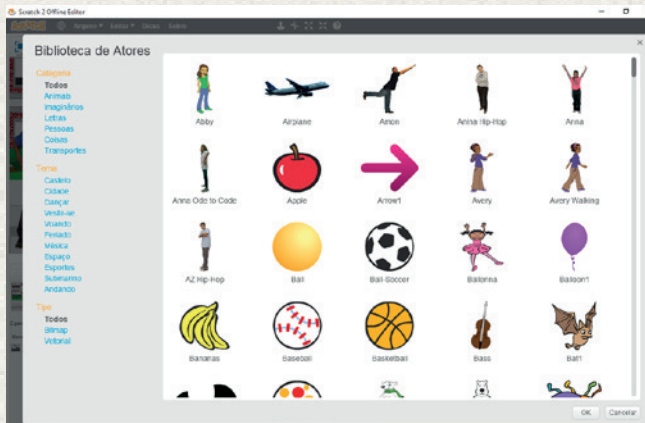 Scratch 2 Offline Editor
Arquivo Editar Dicas Sobre
Biblioteca de Atores
Categoria
Todos
Animais
Imaginários
Letras
Pessoas
Coisas
Transportes
Tema
Castelo
Cidade
Dançar
Vestir-se
Voando
Feriado
Música
Espaço
Esportes
Submarino
Andando
Tipo
Todos
Bitmap
Vetorial
Abby Airplane Amon Anina Hip-Hop Anna
Anna Ode to Code Apple Arrow1 Avery Avery Walking
AZ Hip-Hop Ball Ball-Soccer Ballerina Balloon1
Bananas Baseball Basketball Bass Bat1
OK Cancelar